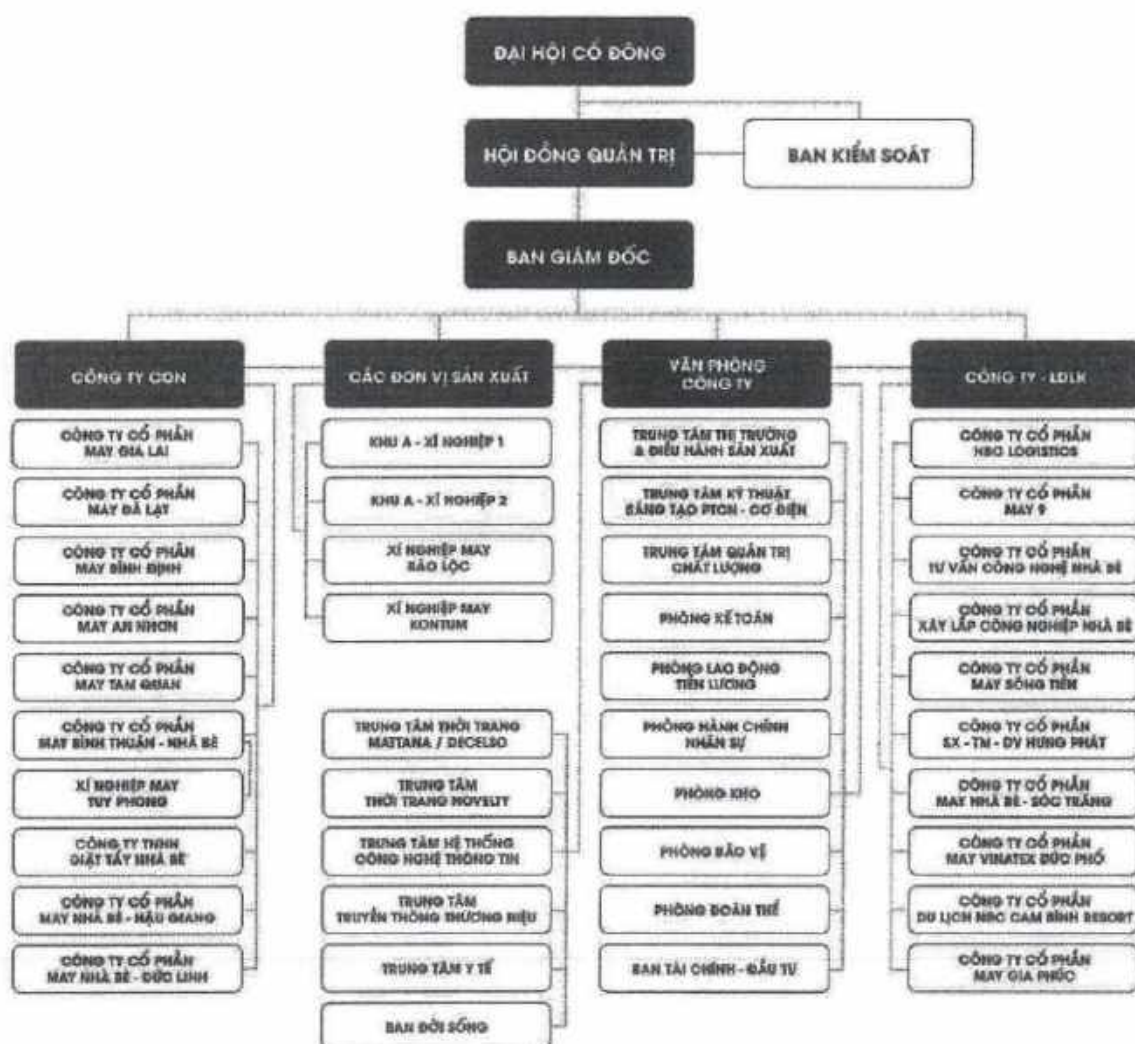 ĐẠI HỘI CỔ ĐÔNG
HỘI ĐỒNG QUẢN TRỊ
BAN KIỂM SOÁT
BAN GIÁM ĐỐC
CÔNG TY CON
CÔNG TY CỔ PHẦN
MAY GIA LAI
CÔNG TY CỔ PHẦN
MAY ĐÀ LẠT
CÔNG TY CỔ PHẦN
MAY BÌNH ĐỊNH
CÔNG TY CỔ PHẦN
MAY AN NHƠN
CÔNG TY CỔ PHẦN
MAY TAM QUAN
CÔNG TY CỔ PHẦN
MAY BÌNH THUẬN - NHÀ BÈ
XÍ NGHIỆP MAY
TUY PHONG
CÔNG TY TNHH
GIẶT TẨY NHÀ BÈ
CÔNG TY CỔ PHẦN
MAY NHÀ BÈ - HẬU GIANG
CÔNG TY CỔ PHẦN
MAY NHÀ BÈ - ĐỨC LINH
CÁC ĐƠN VỊ SẢN XUẤT
KHU A - XÍ NGHIỆP 1
KHU A - XÍ NGHIỆP 2
XÍ NGHIỆP MAY
BẢO LỘC
XÍ NGHIỆP MAY
KONTUM
TRUNG TÂM THỜI TRANG
MATTANA / DECELSO
TRUNG TÂM
THỜI TRANG NOVELTY
TRUNG TÂM HỆ THỐNG
CÔNG NGHỆ THÔNG TIN
TRUNG TÂM
TRUYỀN THÔNG THƯƠNG HIỆU
TRUNG TÂM Y TẾ
BAN ĐỜI SỐNG
VĂN PHÒNG
CÔNG TY
TRUNG TÂM THỊ TRƯỜNG
& ĐIỀU HÀNH SẢN XUẤT
TRUNG TÂM KỸ THUẬT
SÁNG TẠO PTCN - CƠ ĐIỆN
TRUNG TÂM QUẢN TRỊ
CHẤT LƯỢNG
PHÒNG KẾ TOÁN
PHÒNG LAO ĐỘNG
TIỀN LƯƠNG
PHÒNG HÀNH CHÍNH
NHÂN SỰ
PHÒNG KHO
PHÒNG BẢO VỆ
PHÒNG ĐOÀN THỂ
BAN TÀI CHÍNH - ĐẦU TƯ
CÔNG TY - LDLK
CÔNG TY CỔ PHẦN
NBC LOGISTICS
CÔNG TY CỔ PHẦN
MAY 9
CÔNG TY CỔ PHẦN
TƯ VẤN CÔNG NGHỆ NHÀ BÈ
CÔNG TY CỔ PHẦN
XÂY LẮP CÔNG NGHIỆP NHÀ BÈ
CÔNG TY CỔ PHẦN
MAY SÔNG TIỀN
CÔNG TY CỔ PHẦN
SX - TM - DV HƯNG PHÁT
CÔNG TY CỔ PHẦN
MAY NHÀ BÈ - SÓC TRĂNG
CÔNG TY CỔ PHẦN
MAY VINATEX ĐỨC PHỔ
CÔNG TY CỔ PHẦN
DU LỊCH NBC CAM BÌNH RESORT
CÔNG TY CỔ PHẦN
MAY GIA PHÚC